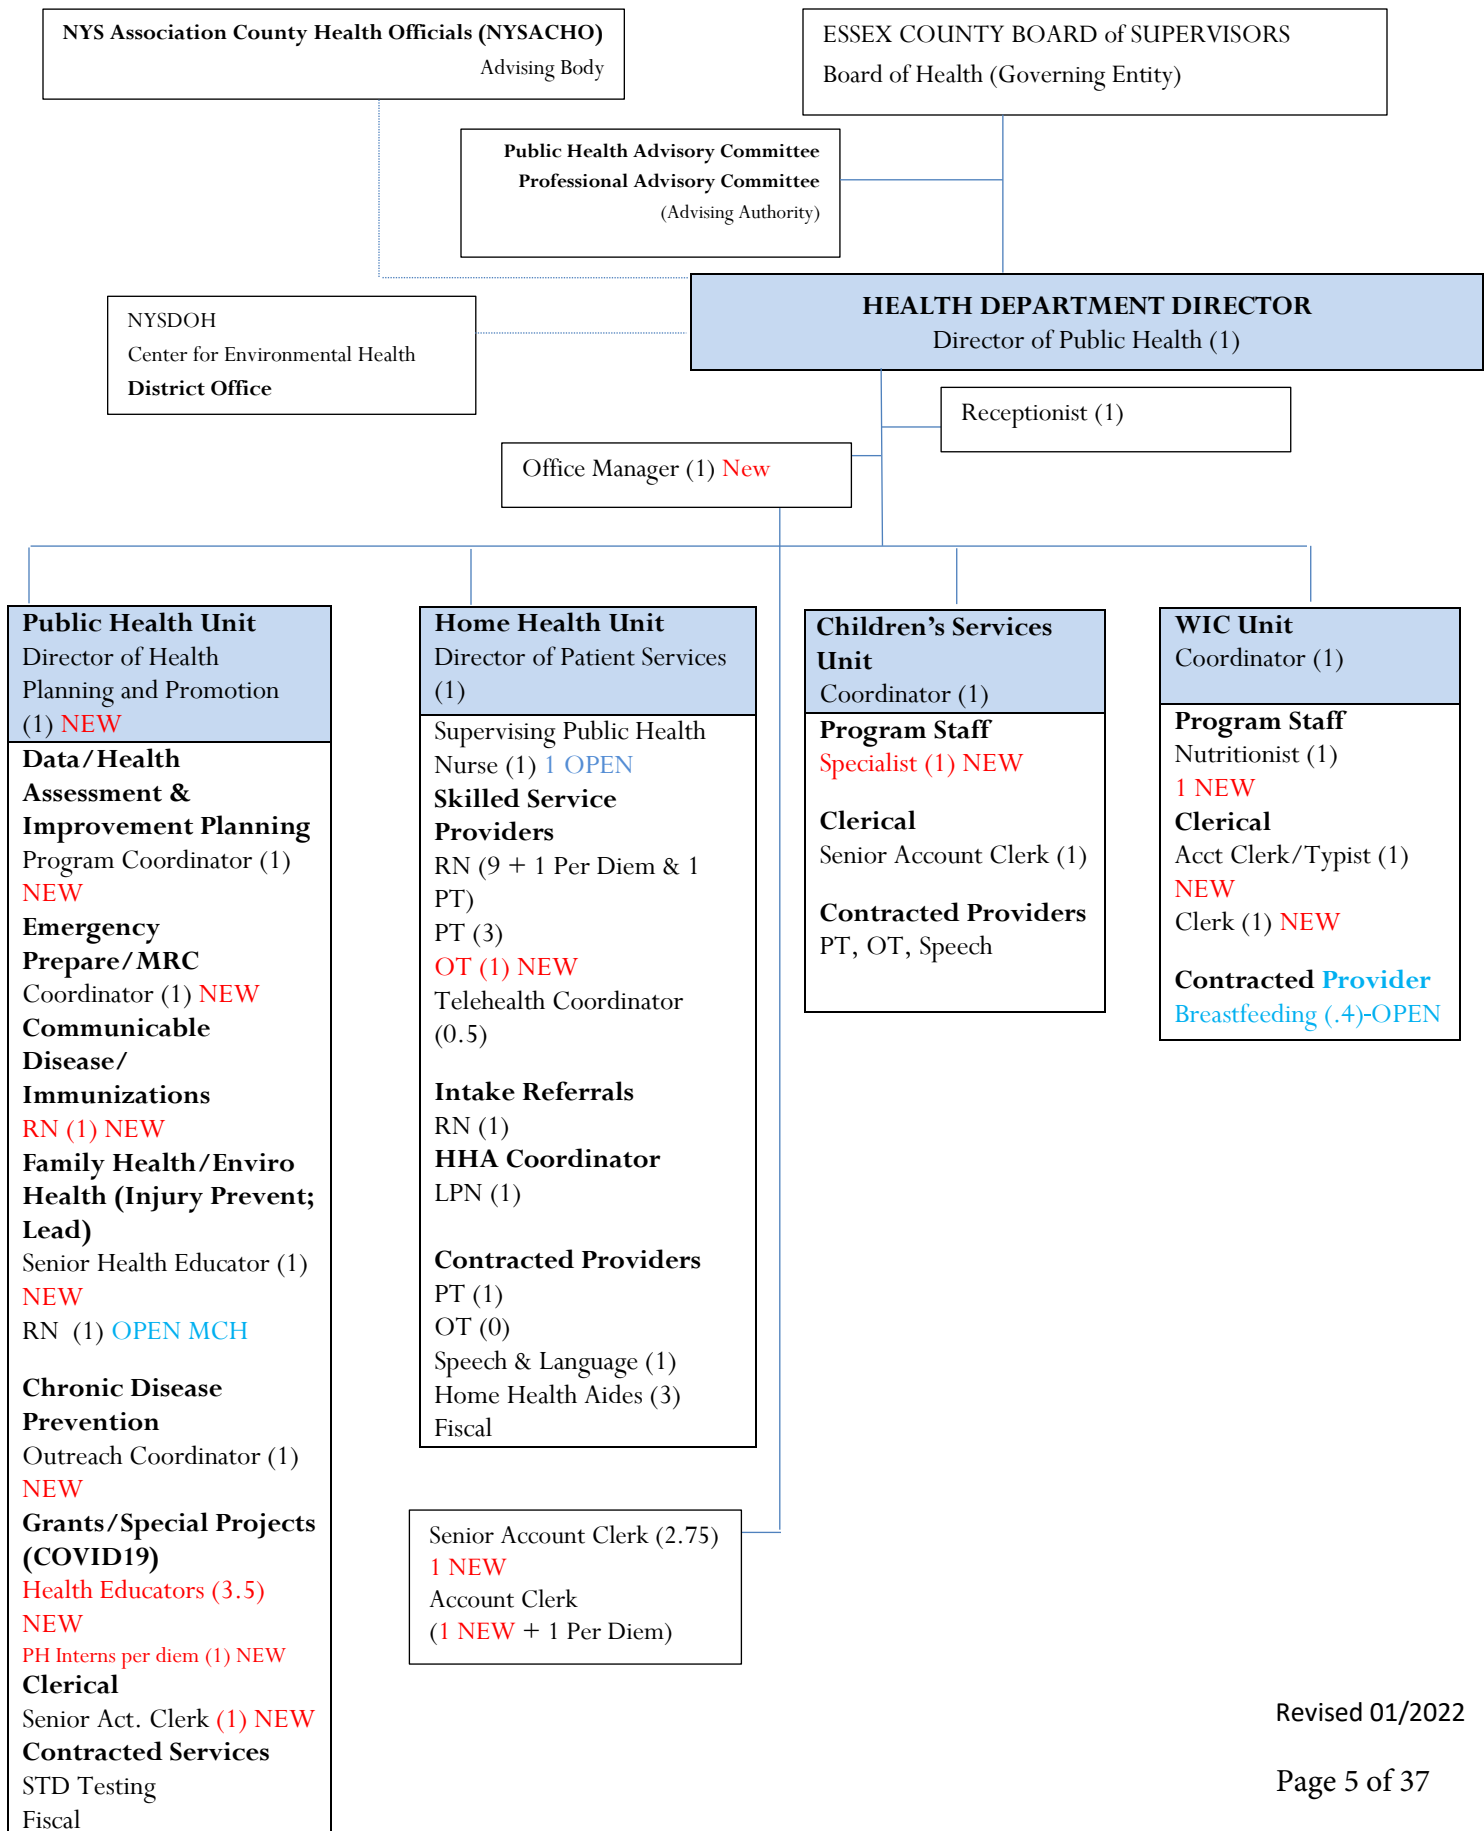 NYS Association County Health Officials (NYSACHO)
Advising Body
ESSEX COUNTY BOARD of SUPERVISORS
Board of Health (Governing Entity)
Public Health Advisory Committee
Professional Advisory Committee
(Advising Authority)
HEALTH DEPARTMENT DIRECTOR
Director of Public Health (1)
NYSDOH
Center for Environmental Health
District Office
Receptionist (1)
Office Manager (1) New
Public Health Unit
Director of Health
Planning and Promotion
(1) NEW
Data/Health
Assessment &
Improvement Planning
Program Coordinator (1)
NEW
Emergency
Prepare/MRC
Coordinator (1) NEW
Communicable
Disease/
Immunizations
RN (1) NEW
Family Health/Enviro
Health (Injury Prevent;
Lead)
Senior Health Educator (1)
NEW
RN (1) OPEN MCH
Chronic Disease
Prevention
Outreach Coordinator (1)
NEW
Grants/Special Projects
(COVID19)
Health Educators (3.5)
NEW
PH Interns per diem (1) NEW
Clerical
Senior Act. Clerk (1) NEW
Contracted Services
STD Testing
Fiscal
Home Health Unit
Director of Patient Services
(1)
Supervising Public Health
Nurse (1) 1 OPEN
Skilled Service
Providers
RN (9 + 1 Per Diem & 1
PT)
PT (3)
OT (1) NEW
Telehealth Coordinator
(0.5)
Intake Referrals
RN (1)
HHA Coordinator
LPN (1)
Contracted Providers
PT (1)
OT (0)
Speech & Language (1)
Home Health Aides (3)
Fiscal
Senior Account Clerk (2.75)
1 NEW
Account Clerk
(1 NEW + 1 Per Diem)
Children's Services
Unit
Coordinator (1)
Program Staff
Specialist (1) NEW
Clerical
Senior Account Clerk (1)
Contracted Providers
PT, OT, Speech
WIC Unit
Coordinator (1)
Program Staff
Nutritionist (1)
1 NEW
Clerical
Acct Clerk/Typist (1)
NEW
Clerk (1) NEW
Contracted Provider
Breastfeeding (.4)-OPEN
Revised 01/2022
Page 5 of 37